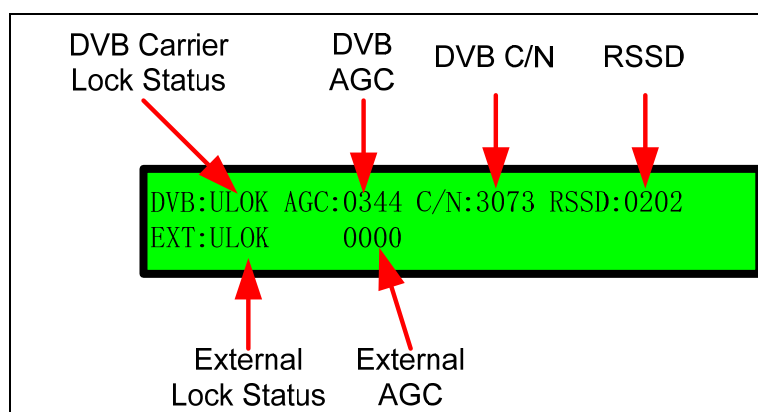 DVB Carrier
Lock Status
DVB
AGC
DVB C/N
RSSD
DVB:ULOK AGC:0344 C/N:3073 RSSD:0202
EXT:ULOK 0000
External
Lock Status
External
AGC